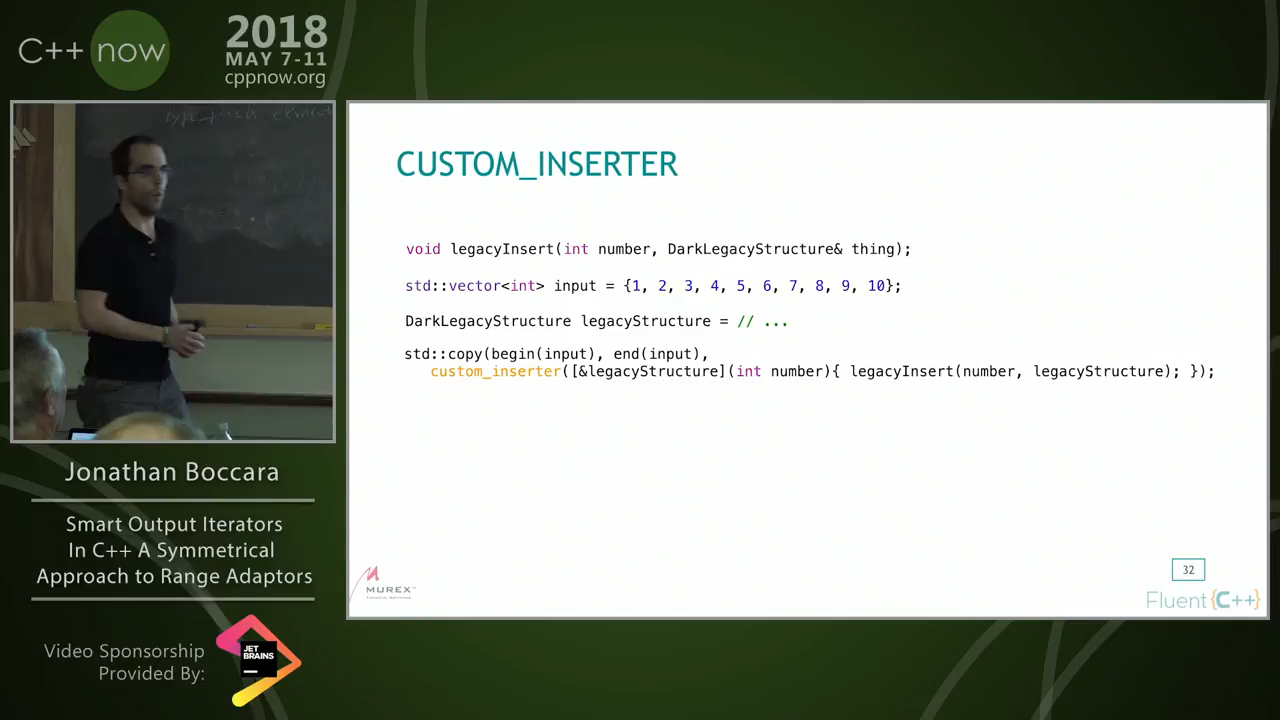 C++ now
2018
MAY 7-11
cppnow.org
CUSTOM_INSERTER
void legacyInsert(int number, DarkLegacyStructure& thing);
std::vector<int> input = {1, 2, 3, 4, 5, 6, 7, 8, 9, 10};
DarkLegacyStructure legacyStructure = // ...
std::copy(begin(input), end(input),
custom_inserter([&legacyStructure](int number){ legacyInsert(number, legacyStructure); });
Jonathan Boccara
Smart Output Iterators
In C++ A Symmetrical
Approach to Range Adaptors
Video Sponsorship
Provided By:
JET
BRAINS
MUREX
32
Fluent {C++}